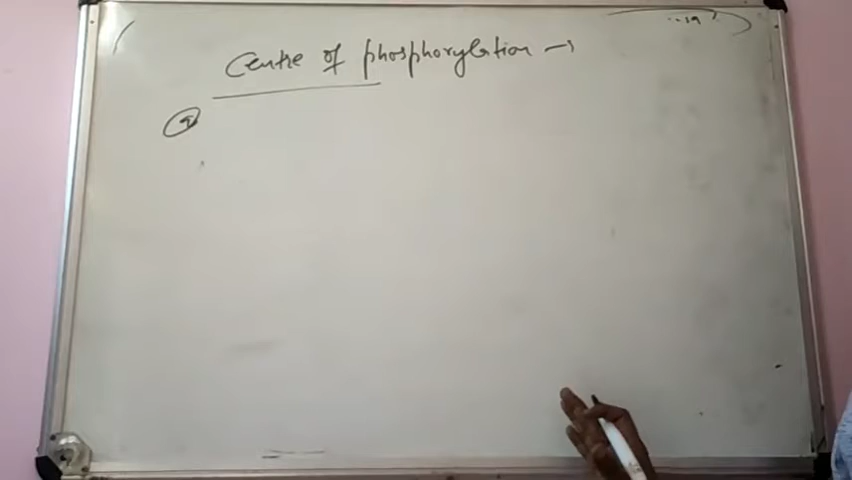 Centre of phosphorylation →
a